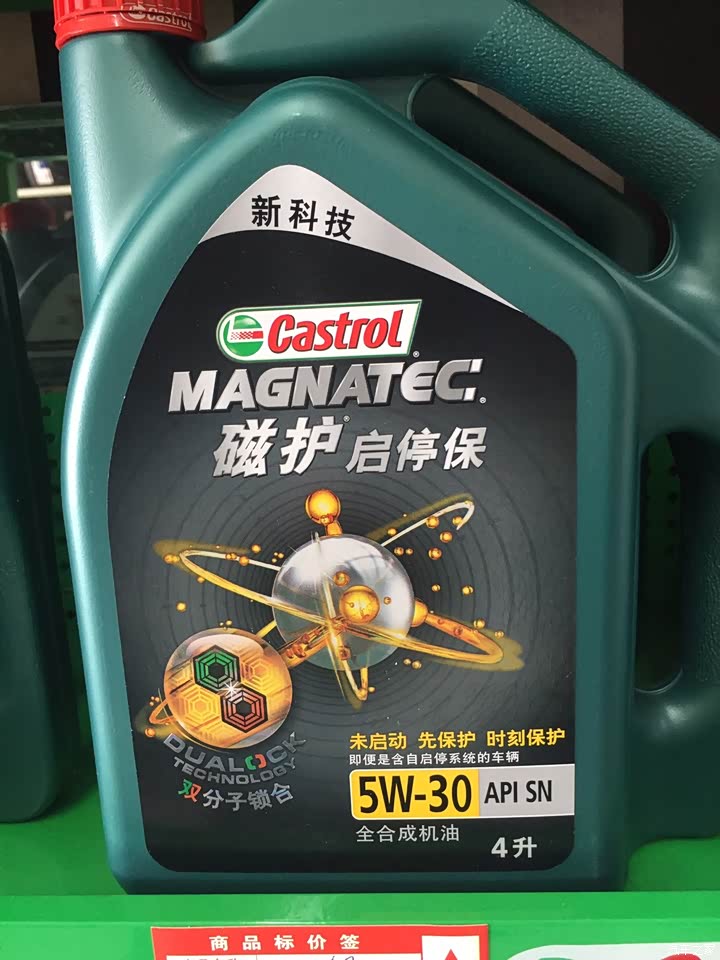 Castrol
新科技
Castrol
MAGNATEC
磁护 启停保
DUALOCK
TECHNOLOGY
双分子锁合
未启动 先保护 时刻保护
即便是含自启停系统的车辆
5W-30 API SN
全合成机油
4升
商品标价签